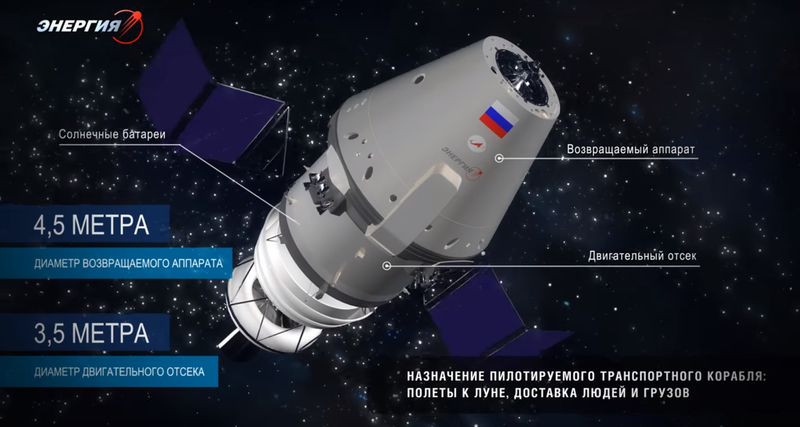 ЭНЕРГИЯ
Солнечные батареи
ЭНЕРГИЯ
Возвращаемый аппарат
4,5 МЕТРА
ДИАМЕТР ВОЗВРАЩАЕМОГО АППАРАТА
Двигательный отсек
3,5 МЕТРА
ДИАМЕТР ДВИГАТЕЛЬНОГО ОТСЕКА
НАЗНАЧЕНИЕ ПИЛОТИРУЕМОГО ТРАНСПОРТНОГО КОРАБЛЯ:
ПОЛЕТЫ К ЛУНЕ, ДОСТАВКА ЛЮДЕЙ И ГРУЗОВ